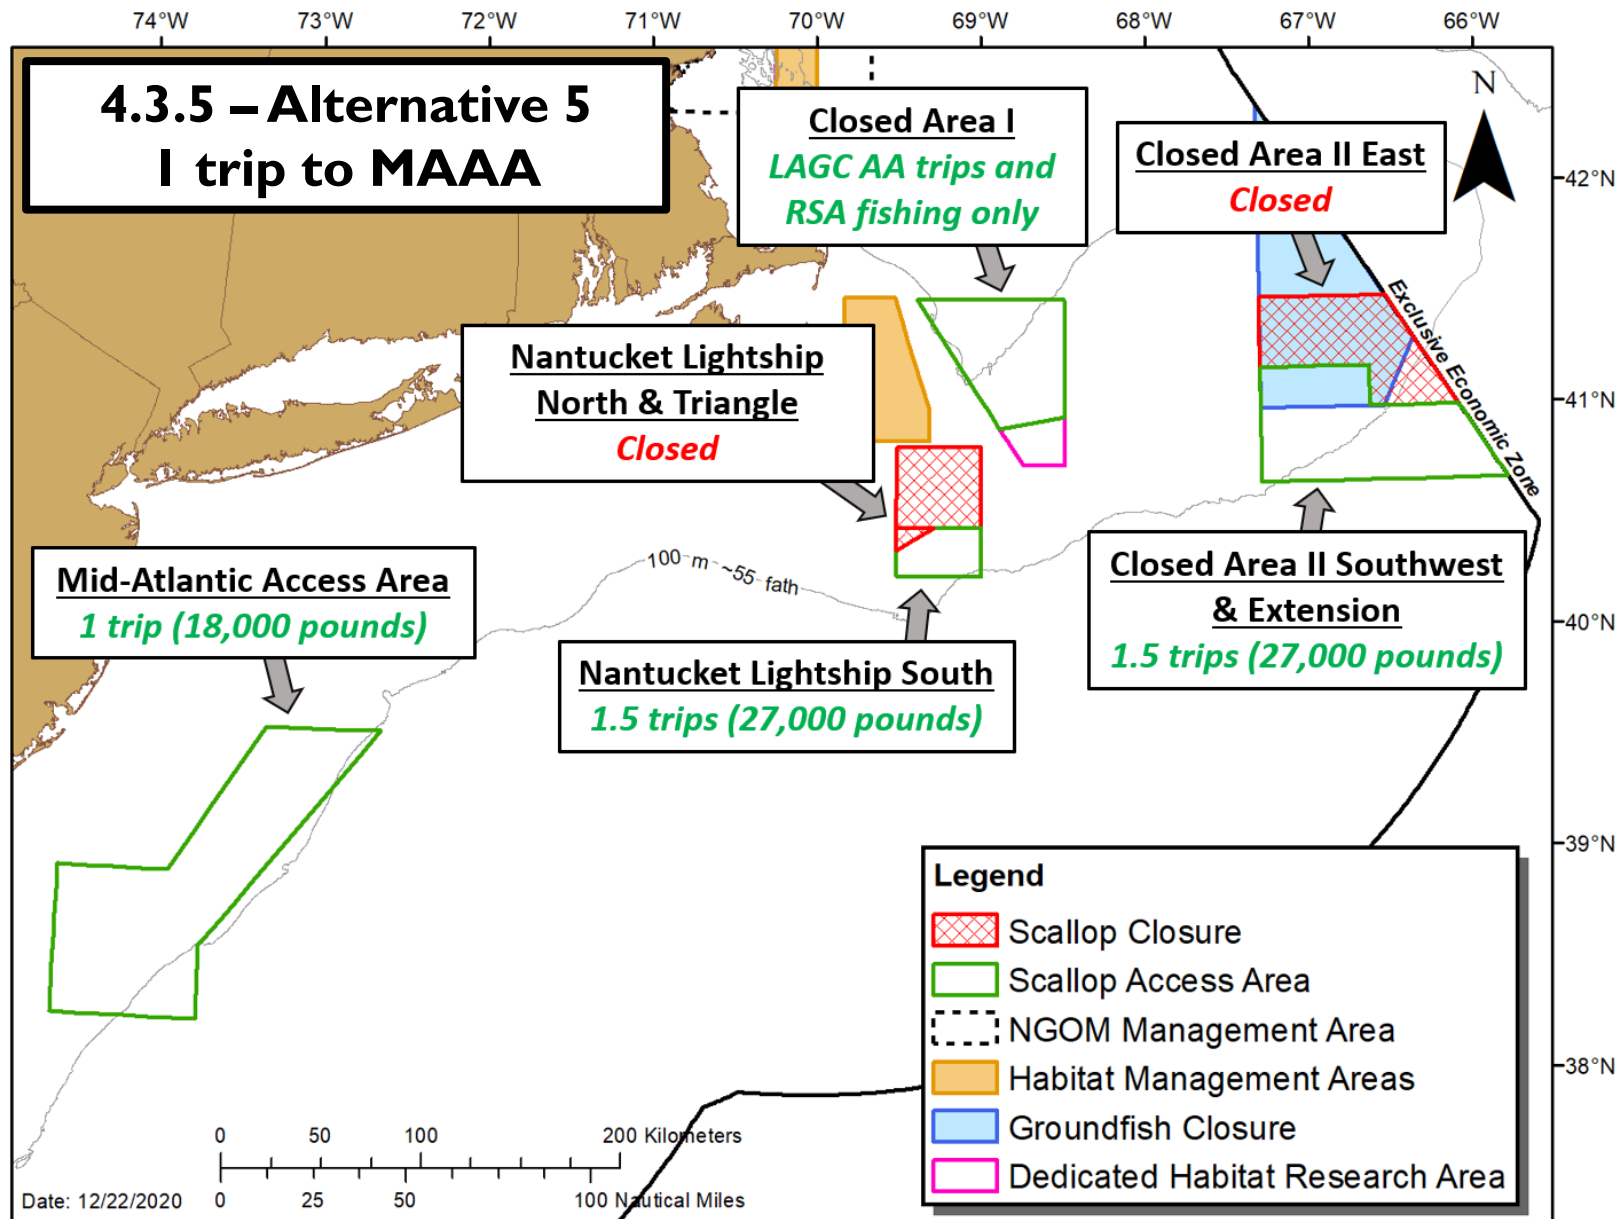 74°W 73°W 72°W 71°W 70°W 69°W 68°W 67°W 66°W
4.3.5 – Alternative 5
1 trip to MAAA
N
Closed Area I
LAGC AA trips and
RSA fishing only
Closed Area II East
Closed
42°N
Exclusive Economic Zone
Nantucket Lightship
North & Triangle
Closed
41°N
Mid-Atlantic Access Area
1 trip (18,000 pounds)
100 m ~55 fath
Closed Area II Southwest
& Extension
1.5 trips (27,000 pounds)
40°N
Nantucket Lightship South
1.5 trips (27,000 pounds)
39°N
Legend
Scallop Closure
Scallop Access Area
NGOM Management Area
Habitat Management Areas
Groundfish Closure
Dedicated Habitat Research Area
38°N
0 50 100 200 Kilometers
0 25 50 100 Nautical Miles
Date: 12/22/2020